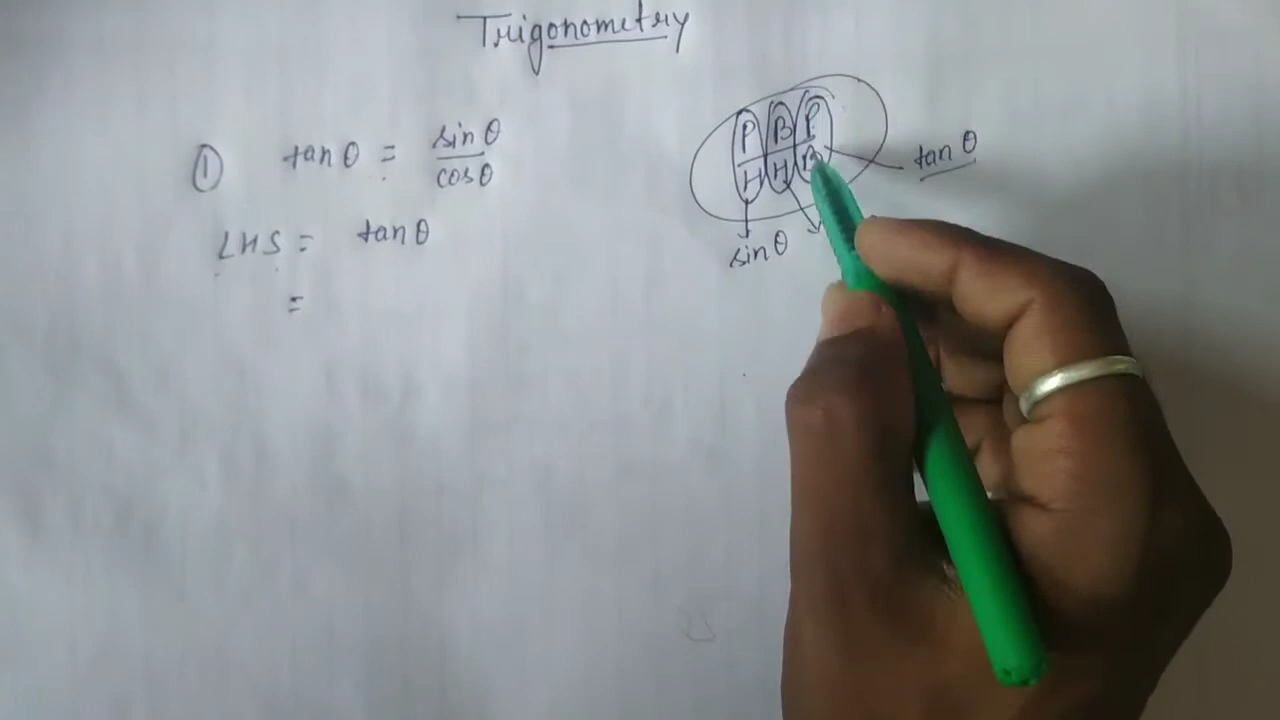 Trigonometry
① tanθ = sinθ/cosθ
LHS = tanθ
=
P B P
H H B
sinθ
tanθ